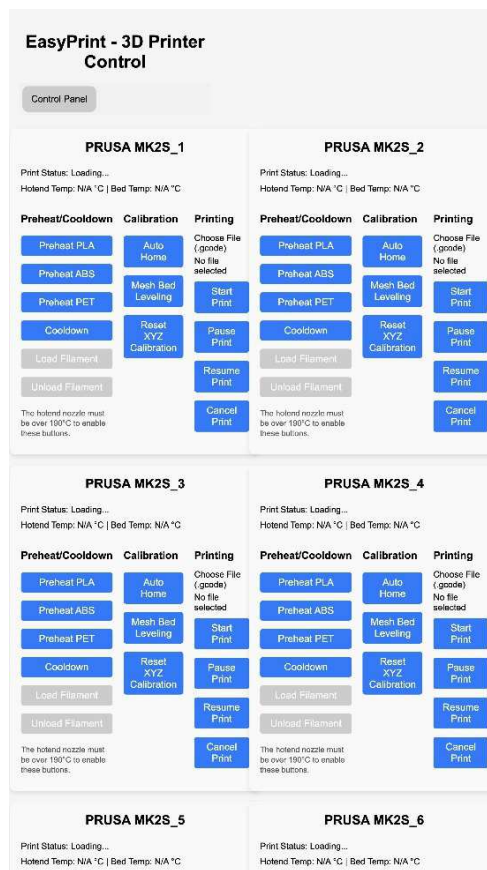 EasyPrint - 3D Printer
Control
Control Panel
PRUSA MK2S_1
Print Status: Loading...
Hotend Temp: N/A °C | Bed Temp: N/A °C
Preheat/Cooldown
Preheat PLA
Preheat ABS
Preheat PET
Cooldown
Load Filament
Unload Filament
The hotend nozzle must
be over 190°C to enable
these buttons.
Calibration
Auto
Home
Mesh Bed
Leveling
Reset
XYZ
Calibration
Printing
Choose File
(.gcode)
No file
selected
Start
Print
Pause
Print
Resume
Print
Cancel
Print
PRUSA MK2S_2
Print Status: Loading...
Hotend Temp: N/A °C | Bed Temp: N/A °C
Preheat/Cooldown
Preheat PLA
Preheat ABS
Preheat PET
Cooldown
Load Filament
Unload Filament
The hotend nozzle must
be over 190°C to enable
these buttons.
Calibration
Auto
Home
Mesh Bed
Leveling
Reset
XYZ
Calibration
Printing
Choose File
(.gcode)
No file
selected
Start
Print
Pause
Print
Resume
Print
Cancel
Print
PRUSA MK2S_3
Print Status: Loading...
Hotend Temp: N/A °C | Bed Temp: N/A °C
Preheat/Cooldown
Preheat PLA
Preheat ABS
Preheat PET
Cooldown
Load Filament
Unload Filament
The hotend nozzle must
be over 190°C to enable
these buttons.
Calibration
Auto
Home
Mesh Bed
Leveling
Reset
XYZ
Calibration
Printing
Choose File
(.gcode)
No file
selected
Start
Print
Pause
Print
Resume
Print
Cancel
Print
PRUSA MK2S_4
Print Status: Loading...
Hotend Temp: N/A °C | Bed Temp: N/A °C
Preheat/Cooldown
Preheat PLA
Preheat ABS
Preheat PET
Cooldown
Load Filament
Unload Filament
The hotend nozzle must
be over 190°C to enable
these buttons.
Calibration
Auto
Home
Mesh Bed
Leveling
Reset
XYZ
Calibration
Printing
Choose File
(.gcode)
No file
selected
Start
Print
Pause
Print
Resume
Print
Cancel
Print
PRUSA MK2S_5
Print Status: Loading...
Hotend Temp: N/A °C | Bed Temp: N/A °C
PRUSA MK2S_6
Print Status: Loading...
Hotend Temp: N/A °C | Bed Temp: N/A °C